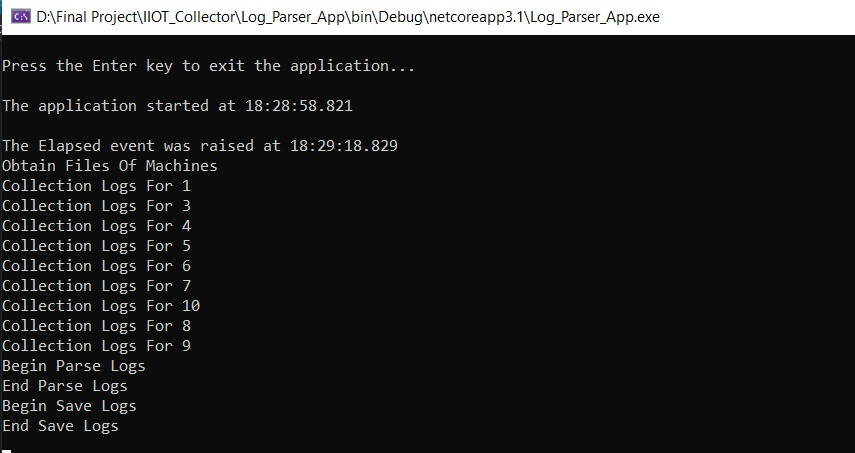 D:\Final Project\IIOT_Collector\Log_Parser_App\bin\Debug\netcoreapp3.1\Log_Parser_App.exe
Press the Enter key to exit the application...
The application started at 18:28:58.821
The Elapsed event was raised at 18:29:18.829
Obtain Files Of Machines
Collection Logs For 1
Collection Logs For 3
Collection Logs For 4
Collection Logs For 5
Collection Logs For 6
Collection Logs For 7
Collection Logs For 10
Collection Logs For 8
Collection Logs For 9
Begin Parse Logs
End Parse Logs
Begin Save Logs
End Save Logs